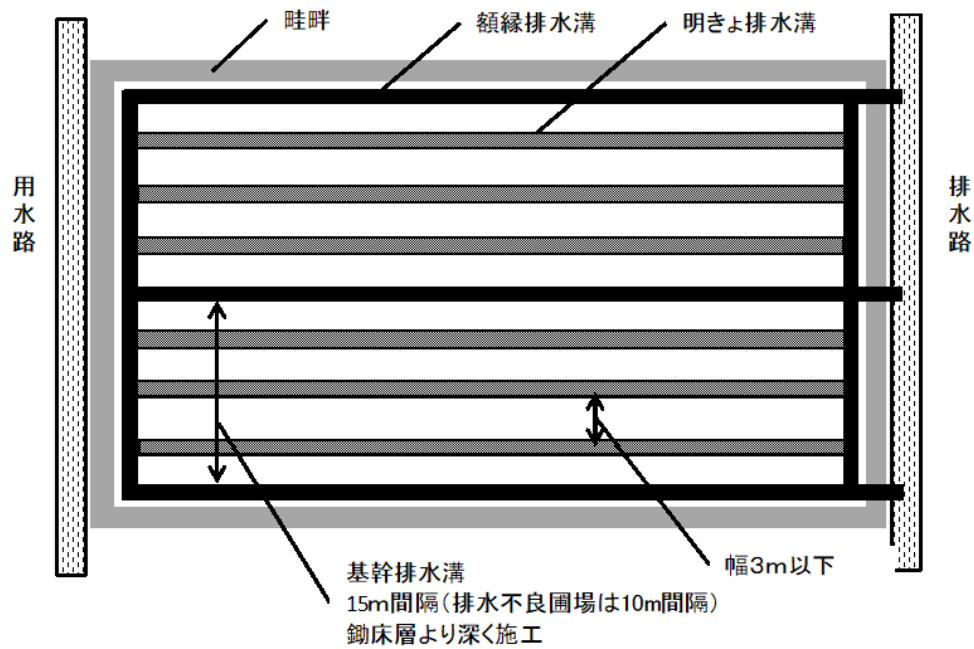 畦畔
額縁排水溝
明きょ排水溝
用水路
排水路
幅3m以下
基幹排水溝
15m間隔(排水不良圃場は10m間隔)
鋤床層より深く施工